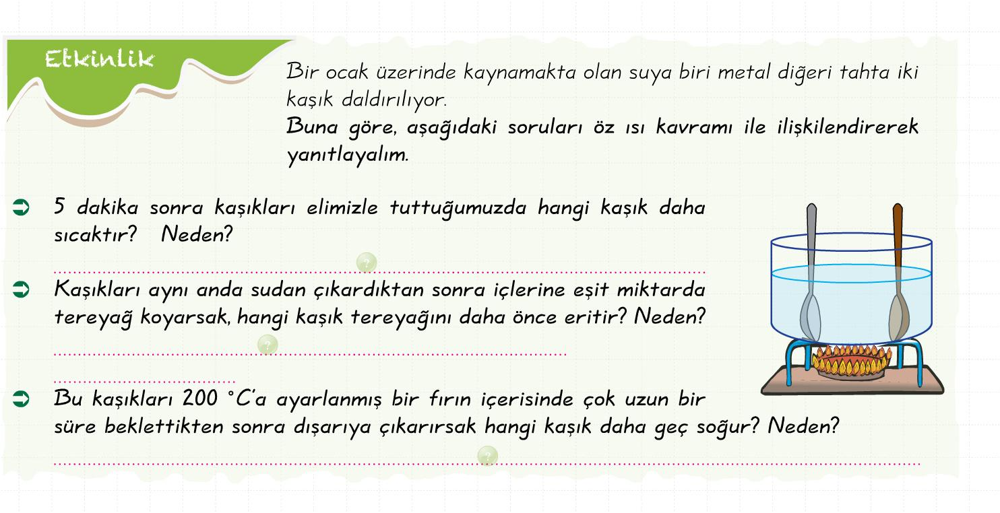 Etkinlik
Bir ocak üzerinde kaynamakta olan suya biri metal diğeri tahta iki
kaşık daldırılıyor.
Buna göre, aşağıdaki soruları öz ısı kavramı ile ilişkilendirerek
yanıtlayalım.
5 dakika sonra kaşıkları elimizle tuttuğumuzda hangi kaşık daha
sıcaktır? Neden?
?
Kaşıkları aynı anda sudan çıkardıktan sonra içlerine eşit miktarda
tereyağ koyarsak, hangi kaşık tereyağını daha önce eritir? Neden?
?
Bu kaşıkları 200 °C'a ayarlanmış bir fırın içerisinde çok uzun bir
süre beklettikten sonra dışarıya çıkarırsak hangi kaşık daha geç soğur? Neden?
?